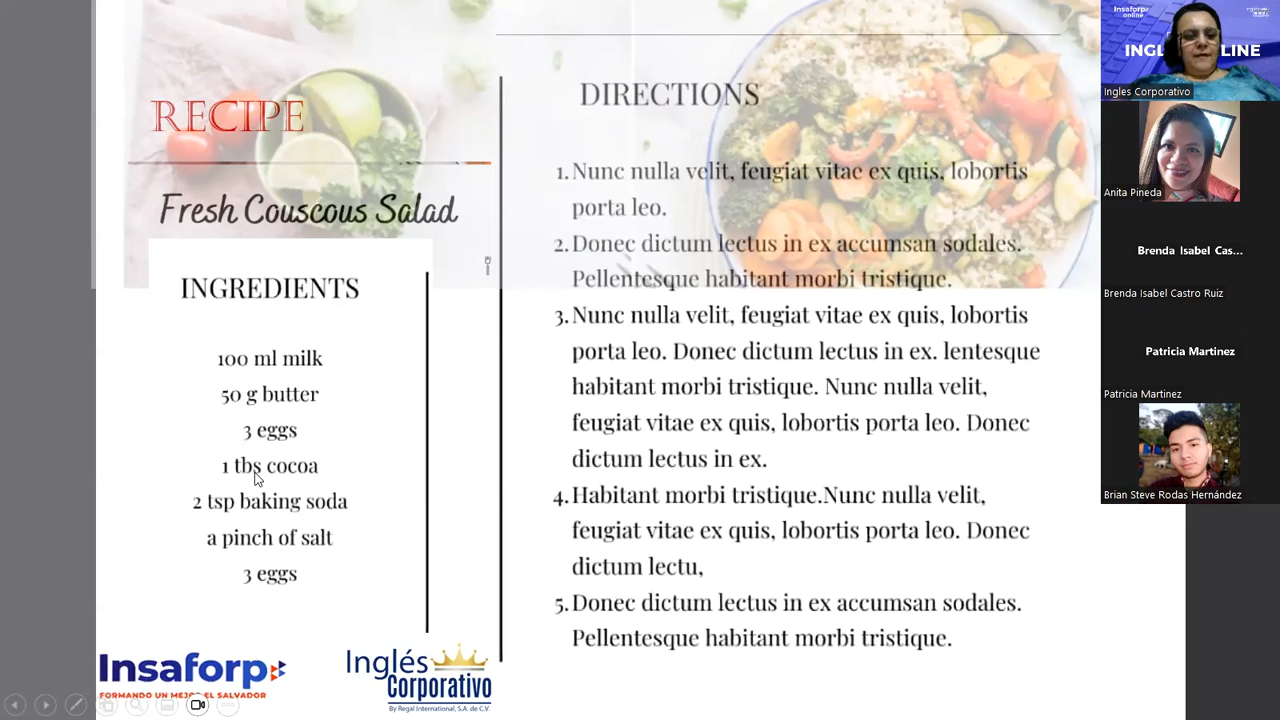 RECIPE
Fresh Couscous Salad
INGREDIENTS
100 ml milk
50 g butter
3 eggs
1 tbs cocoa
2 tsp baking soda
a pinch of salt
3 eggs
DIRECTIONS
1. Nunc nulla velit, feugiat vitae ex quis, lobortis
porta leo.
2. Donec dictum lectus in ex accumsan sodales.
Pellentesque habitant morbi tristique.
3. Nunc nulla velit, feugiat vitae ex quis, lobortis
porta leo. Donec dictum lectus in ex. lentesque
habitant morbi tristique. Nunc nulla velit,
feugiat vitae ex quis, lobortis porta leo. Donec
dictum lectus in ex.
4. Habitant morbi tristique.Nunc nulla velit,
feugiat vitae ex quis, lobortis porta leo. Donec
dictum lectu,
5. Donec dictum lectus in ex accumsan sodales.
Pellentesque habitant morbi tristique.
Insaforp
FORMANDO UN MEJOR EL SALVADOR
Inglés
Corporativo
By Regal International, S.A. de C.V.
Insaforp
online
INGL LINE
Ingles Corporativo
Anita Pineda
Brenda Isabel Cas...
Brenda Isabel Castro Ruiz
Patricia Martinez
Patricia Martinez
Brian Steve Rodas Hernández